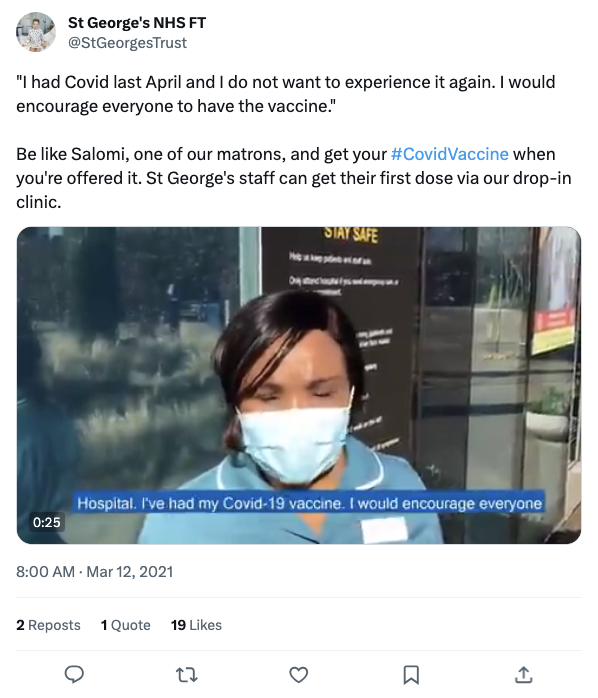 St George's NHS FT
@StGeorgesTrust
"I had Covid last April and I do not want to experience it again. I would
encourage everyone to have the vaccine."
Be like Salomi, one of our matrons, and get your #CovidVaccine when
you're offered it. St George's staff can get their first dose via our drop-in
clinic.
STAY SAFE
Help us keep patients and staff safe.
Only attend hospital if you need emergency care or
Hospital. I've had my Covid-19 vaccine. I would encourage everyone
0:25
8:00 AM · Mar 12, 2021
2 Reposts 1 Quote 19 Likes